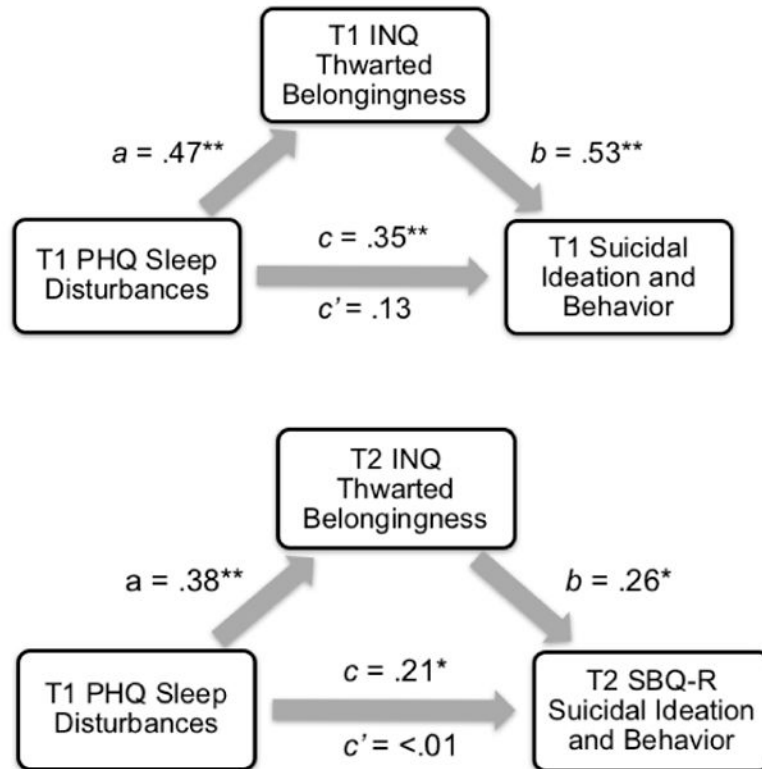 T1 INQ
Thwarted
Belongingness
a = .47**
b = .53**
T1 PHQ Sleep
Disturbances
c = .35**
c’ = .13
T1 Suicidal
Ideation and
Behavior
T2 INQ
Thwarted
Belongingness
a = .38**
b = .26*
T1 PHQ Sleep
Disturbances
c = .21*
c’ = <.01
T2 SBQ-R
Suicidal Ideation
and Behavior